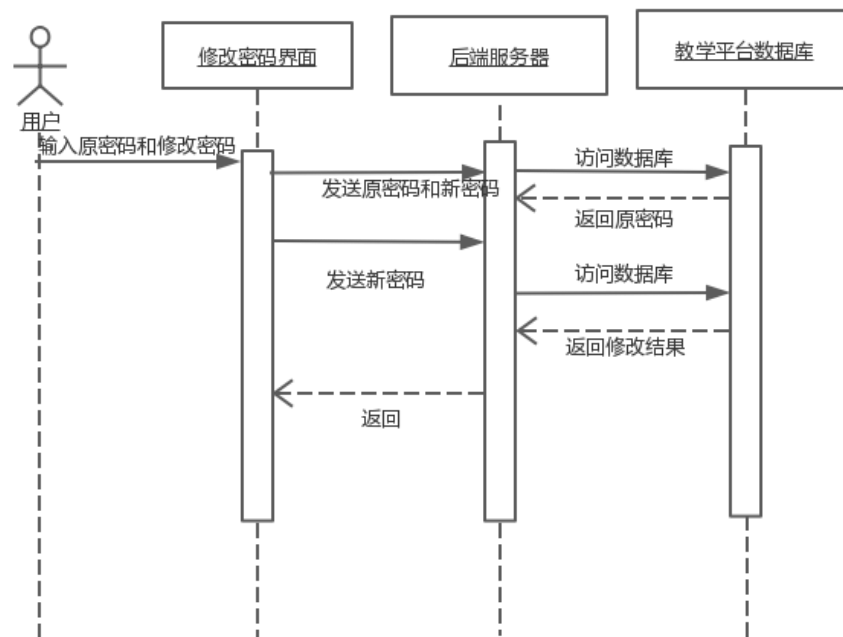 修改密码界面
后端服务器
教学平台数据库
用户
输入原密码和修改密码
访问数据库
发送原密码和新密码
返回原密码
发送新密码
访问数据库
返回修改结果
返回